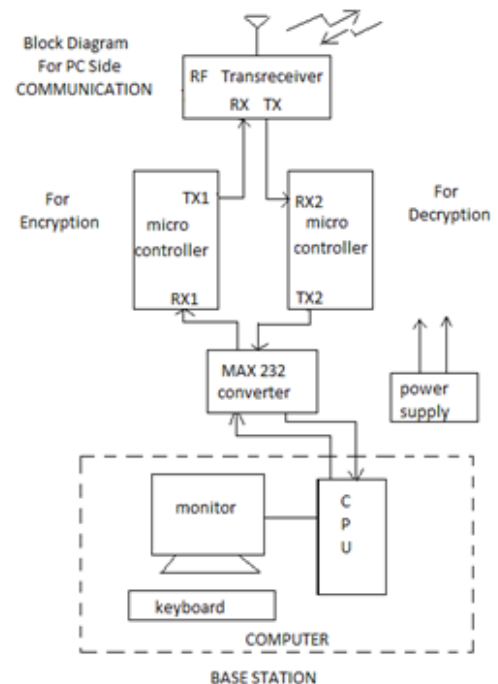 Block Diagram
For PC Side
COMMUNICATION
RF Transreceiver
RX TX
For
Encryption
TX1
micro
controller
RX1
RX2
micro
controller
TX2
For
Decryption
MAX 232
converter
power
supply
monitor
C
P
U
keyboard
COMPUTER
BASE STATION